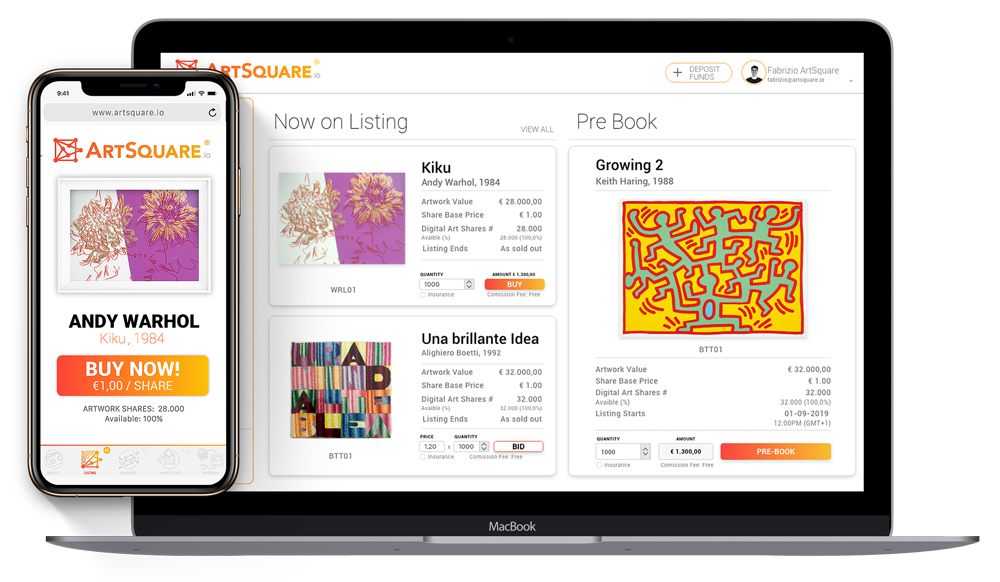 9:41
www.artsquare.io
ARTSQUARE.io
ANDY WARHOL
Kiku, 1984
BUY NOW!
€1,00 / SHARE
ARTWORK SHARES: 28.000
Available: 100%
LISTING
ARTSQUARE.io
+ DEPOSIT
FUNDS
Fabrizio ArtSquare
fabrizio@artsquare.io
Now on Listing
VIEW ALL
Kiku
Andy Warhol, 1984
Artwork Value € 28.000,00
Share Base Price € 1.00
Digital Art Shares # 28.000
Avaible (%) 28.000 (100,0%)
Listing Ends As sold out
WRL01
QUANTITY AMOUNT € 1.300,00
1000 BUY
Insurance Comission Fee: Free
Una brillante Idea
Alighiero Boetti, 1992
Artwork Value € 32.000,00
Share Base Price € 1.00
Digital Art Shares # 32.000
Avaible (%) 32.000 (100,0%)
Listing Ends As sold out
BTT01
PRICE QUANTITY
1,20 x 1000 BID
Insurance Comission Fee: Free
Pre Book
Growing 2
Keith Haring, 1988
BTT01
Artwork Value € 32.000,00
Share Base Price € 1.00
Digital Art Shares # 32.000
Avaible (%) 32.000 (100,0%)
Listing Starts 01-09-2019
12:00PM (GMT+1)
QUANTITY AMOUNT
1000 € 1.300,00 PRE-BOOK
Insurance Comission Fee: Free
MacBook